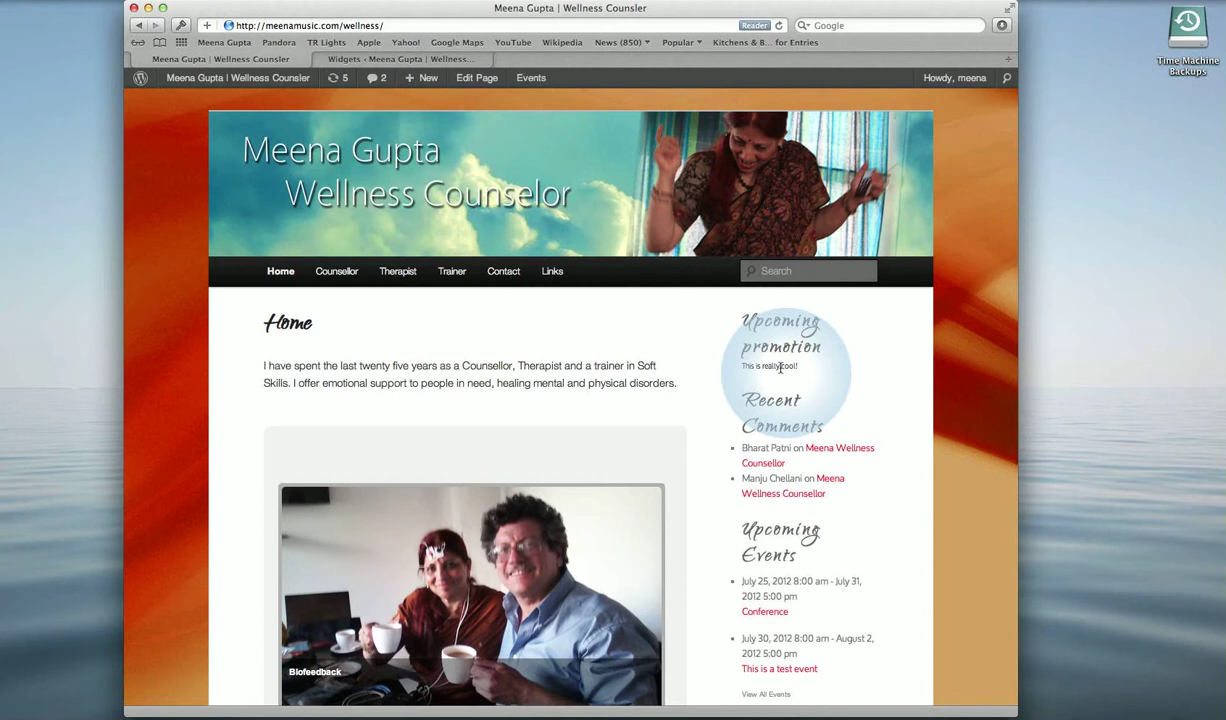 Meena Gupta | Wellness Counsler
http://meenamusic.com/wellness/
Reader
Google
Meena Gupta Pandora TR Lights Apple Yahoo! Google Maps YouTube Wikipedia News (850) Popular Kitchens & B... for Entries
Meena Gupta | Wellness Counsler
Widgets ‹ Meena Gupta | Wellness...
Meena Gupta | Wellness Counsler 5 2 + New Edit Page Events Howdy, meena
Time Machine
Backups
Meena Gupta
Wellness Counselor
Home Counsellor Therapist Trainer Contact Links Search
Home
I have spent the last twenty five years as a Counsellor, Therapist and a trainer in Soft
Skills. I offer emotional support to people in need, healing mental and physical disorders.
Biofeedback
Upcoming
promotion
This is really cool!
Recent
Comments
Bharat Patni on Meena Wellness
Counsellor
Manju Chellani on Meena
Wellness Counsellor
Upcoming
Events
July 25, 2012 8:00 am - July 31,
2012 5:00 pm
Conference
July 30, 2012 8:00 am - August 2,
2012 5:00 pm
This is a test event
View All Events